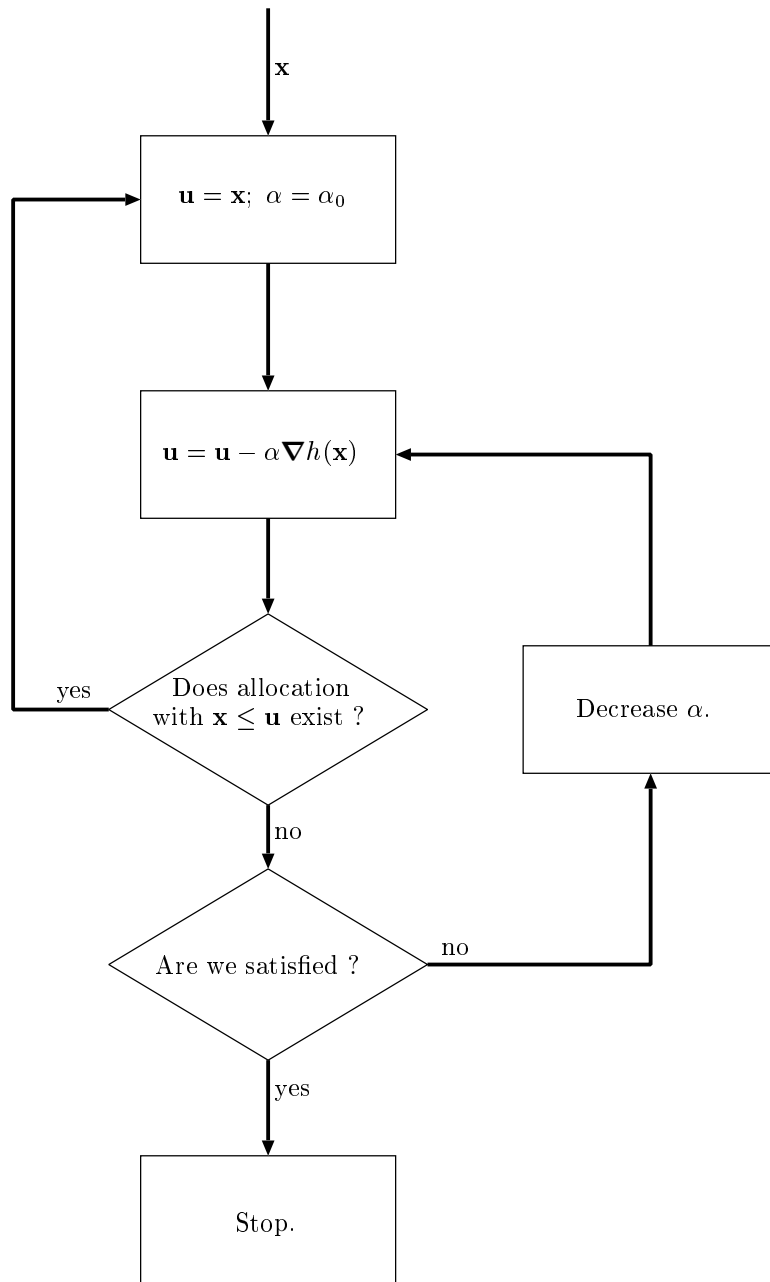 x
u = x; α = α₀
u = u − α∇h(x)
Does allocation
with x ≤ u exist ?
yes
Decrease α.
no
Are we satisfied ?
no
yes
Stop.